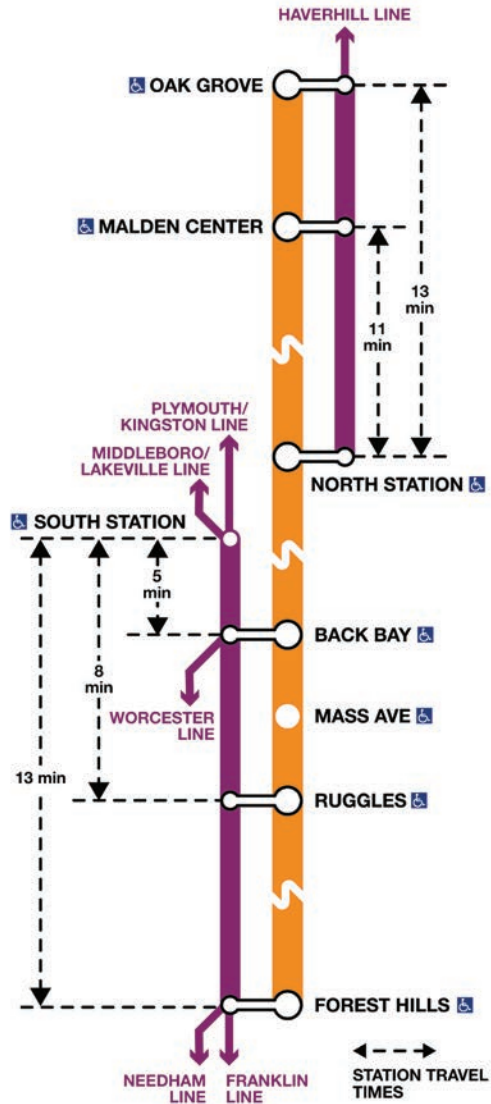 HAVERHILL LINE
OAK GROVE
MALDEN CENTER
13
min
11
min
PLYMOUTH/
KINGSTON LINE
MIDDLEBORO/
LAKEVILLE LINE
NORTH STATION
SOUTH STATION
5
min
BACK BAY
8
min
WORCESTER
LINE
MASS AVE
13 min
RUGGLES
FOREST HILLS
NEEDHAM
LINE
FRANKLIN
LINE
STATION TRAVEL
TIMES